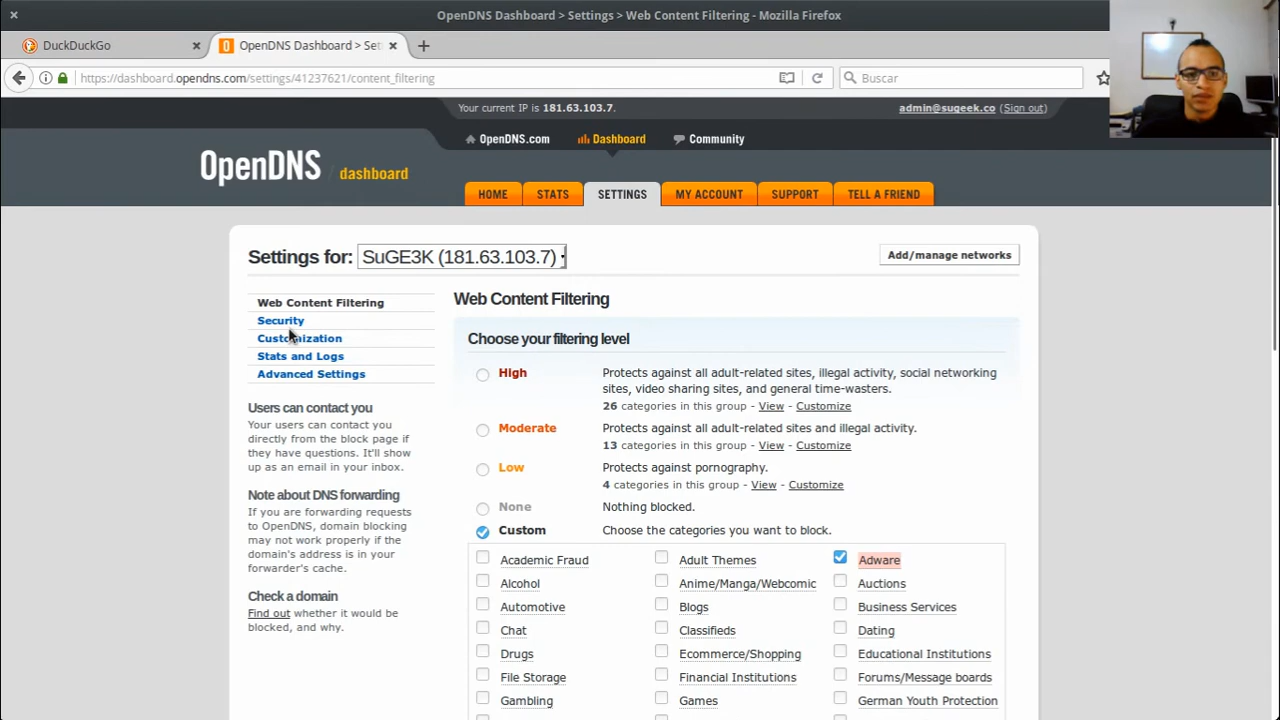 OpenDNS Dashboard > Settings > Web Content Filtering - Mozilla Firefox
DuckDuckGo
OpenDNS Dashboard > Set
https://dashboard.opendns.com/settings/41237621/content_filtering
Buscar
Your current IP is 181.63.103.7.
admin@sugeek.co (Sign out)
OpenDNS.com
Dashboard
Community
OpenDNS / dashboard
HOME
STATS
SETTINGS
MY ACCOUNT
SUPPORT
TELL A FRIEND
Settings for: SuGE3K (181.63.103.7)
Add/manage networks
Web Content Filtering
Security
Customization
Stats and Logs
Advanced Settings
Users can contact you
Your users can contact you
directly from the block page if
they have questions. It'll show
up as an email in your inbox.
Note about DNS forwarding
If you are forwarding requests
to OpenDNS, domain blocking
may not work properly if the
domain's address is in your
forwarder's cache.
Check a domain
Find out whether it would be
blocked, and why.
Web Content Filtering
Choose your filtering level
High
Protects against all adult-related sites, illegal activity, social networking
sites, video sharing sites, and general time-wasters.
26 categories in this group - View - Customize
Moderate
Protects against all adult-related sites and illegal activity.
13 categories in this group - View - Customize
Low
Protects against pornography.
4 categories in this group - View - Customize
None
Nothing blocked.
Custom
Choose the categories you want to block.
Academic Fraud
Adult Themes
Adware
Alcohol
Anime/Manga/Webcomic
Auctions
Automotive
Blogs
Business Services
Chat
Classifieds
Dating
Drugs
Ecommerce/Shopping
Educational Institutions
File Storage
Financial Institutions
Forums/Message boards
Gambling
Games
German Youth Protection